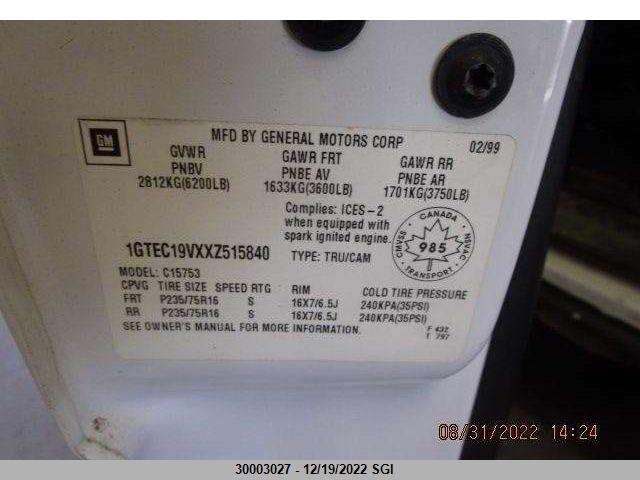 GM
MFD BY GENERAL MOTORS CORP 02/99
GVWR GAWR FRT GAWR RR
PNBV PNBE AV PNBE AR
2812KG(6200LB) 1633KG(3600LB) 1701KG(3750LB)
Complies: ICES-2
when equipped with
spark ignited engine.
CANADA
CMVSS 985 NSVAC
TRANSPORT
1GTEC19VXXZ515840 TYPE: TRU/CAM
MODEL: C15753
CPVG TIRE SIZE SPEED RTG RIM COLD TIRE PRESSURE
FRT P235/75R16 S 16X7/6.5J 240KPA(35PSI)
RR P235/75R16 S 16X7/6.5J 240KPA(35PSI)
SEE OWNER'S MANUAL FOR MORE INFORMATION.
F 432
T 797
08/31/2022 14:24
30003027 - 12/19/2022 SGI